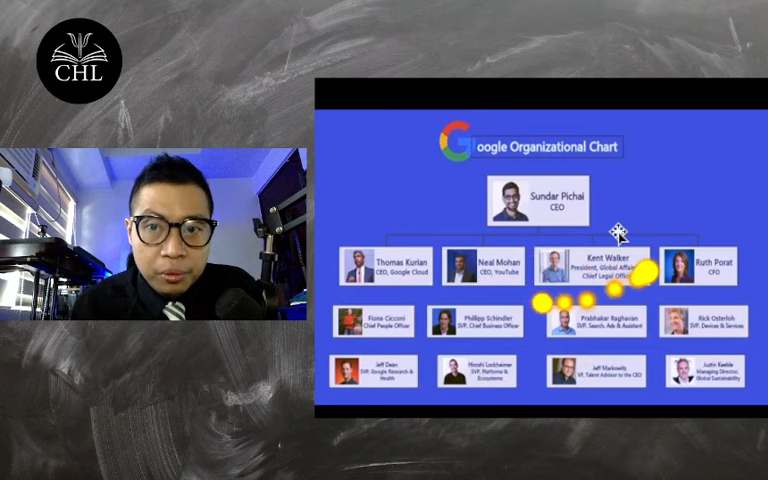 CHL
Google Organizational Chart
Sundar Pichai
CEO
Thomas Kurian
CEO, Google Cloud
Neal Mohan
CEO, YouTube
Kent Walker
President, Global Affairs
Chief Legal Officer
Ruth Porat
CFO
Fiona Cicconi
Chief People Officer
Philipp Schindler
SVP, Chief Business Officer
Prabhakar Raghavan
SVP, Search, Ads & Assistant
Rick Osterloh
SVP, Devices & Services
Jeff Dean
SVP, Google Research &
Health
Hiroshi Lockheimer
SVP, Platforms &
Ecosystems
Jeff Markowitz
VP, Talent Advisor to the CEO
Justin Keeble
Managing Director,
Global Sustainability